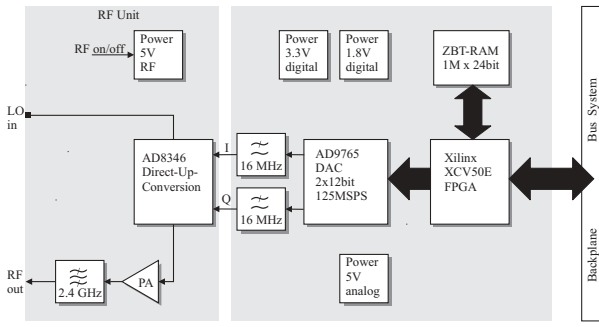 RF Unit
RF on/off
Power
5V
RF
Power
3.3V
digital
Power
1.8V
digital
ZBT-RAM
1M x 24bit
LO
in
AD8346
Direct-Up-
Conversion
I
16 MHz
Q
16 MHz
AD9765
DAC
2x12bit
125MSPS
Xilinx
XCV50E
FPGA
Bus System
Backplane
RF
out
2.4 GHz
PA
Power
5V
analog